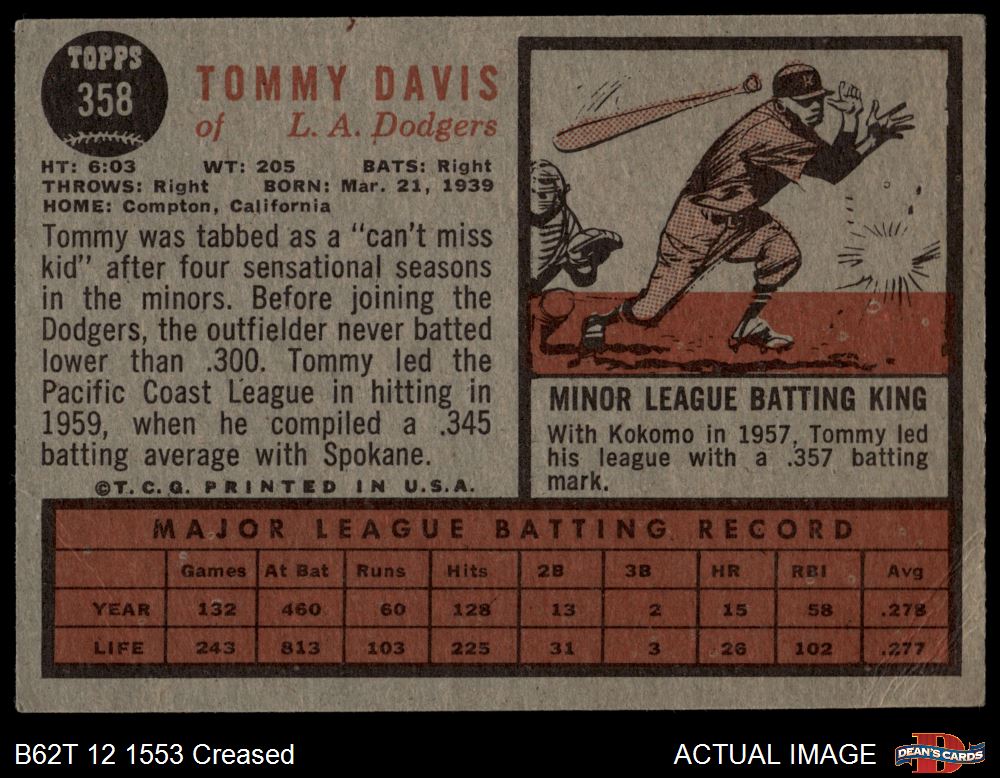 TOPPS
358
TOMMY DAVIS
of L. A. Dodgers
HT: 6:03 WT: 205 BATS: Right
THROWS: Right BORN: Mar. 21, 1939
HOME: Compton, California
Tommy was tabbed as a "can't miss
kid" after four sensational seasons
in the minors. Before joining the
Dodgers, the outfielder never batted
lower than .300. Tommy led the
Pacific Coast League in hitting in
1959, when he compiled a .345
batting average with Spokane.
©T. C. G. PRINTED IN U.S.A.
MINOR LEAGUE BATTING KING
With Kokomo in 1957, Tommy led
his league with a .357 batting
mark.
MAJOR LEAGUE BATTING RECORD
Games At Bat Runs Hits 2B 3B HR RBI Avg
YEAR 132 460 60 128 13 2 15 58 .278
LIFE 243 813 103 225 31 3 26 102 .277
B62T 12 1553 Creased
ACTUAL IMAGE
DEAN'S CARDS